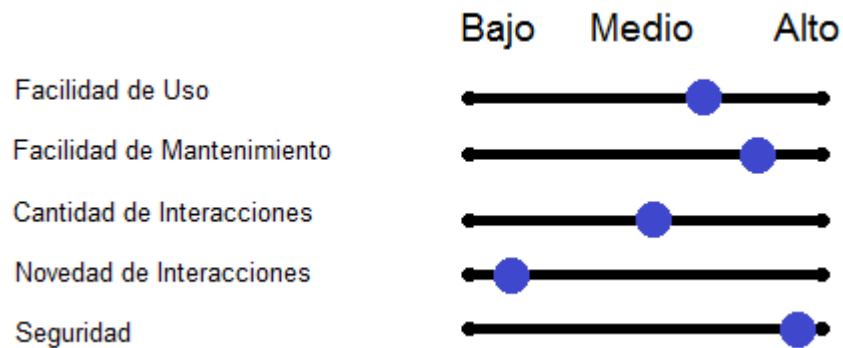 Bajo Medio Alto
Facilidad de Uso
Facilidad de Mantenimiento
Cantidad de Interacciones
Novedad de Interacciones
Seguridad